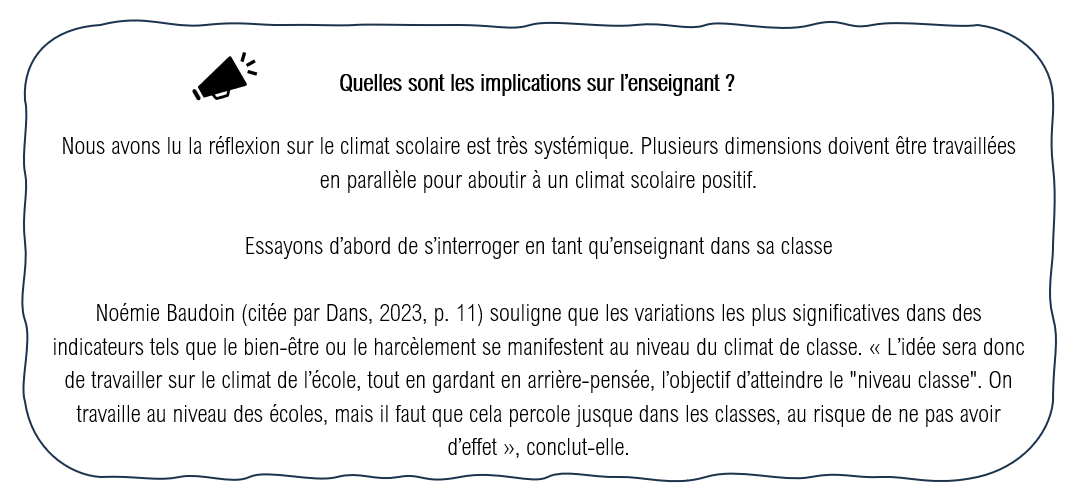 Quelles sont les implications sur l’enseignant ?
Nous avons lu la réflexion sur le climat scolaire est très systémique. Plusieurs dimensions doivent être travaillées
en parallèle pour aboutir à un climat scolaire positif.
Essayons d’abord de s’interroger en tant qu’enseignant dans sa classe
Noémie Baudoin (citée par Dans, 2023, p. 11) souligne que les variations les plus significatives dans des
indicateurs tels que le bien-être ou le harcèlement se manifestent au niveau du climat de classe. « L’idée sera donc
de travailler sur le climat de l’école, tout en gardant en arrière-pensée, l’objectif d’atteindre le "niveau classe". On
travaille au niveau des écoles, mais il faut que cela percole jusque dans les classes, au risque de ne pas avoir
d’effet », conclut-elle.